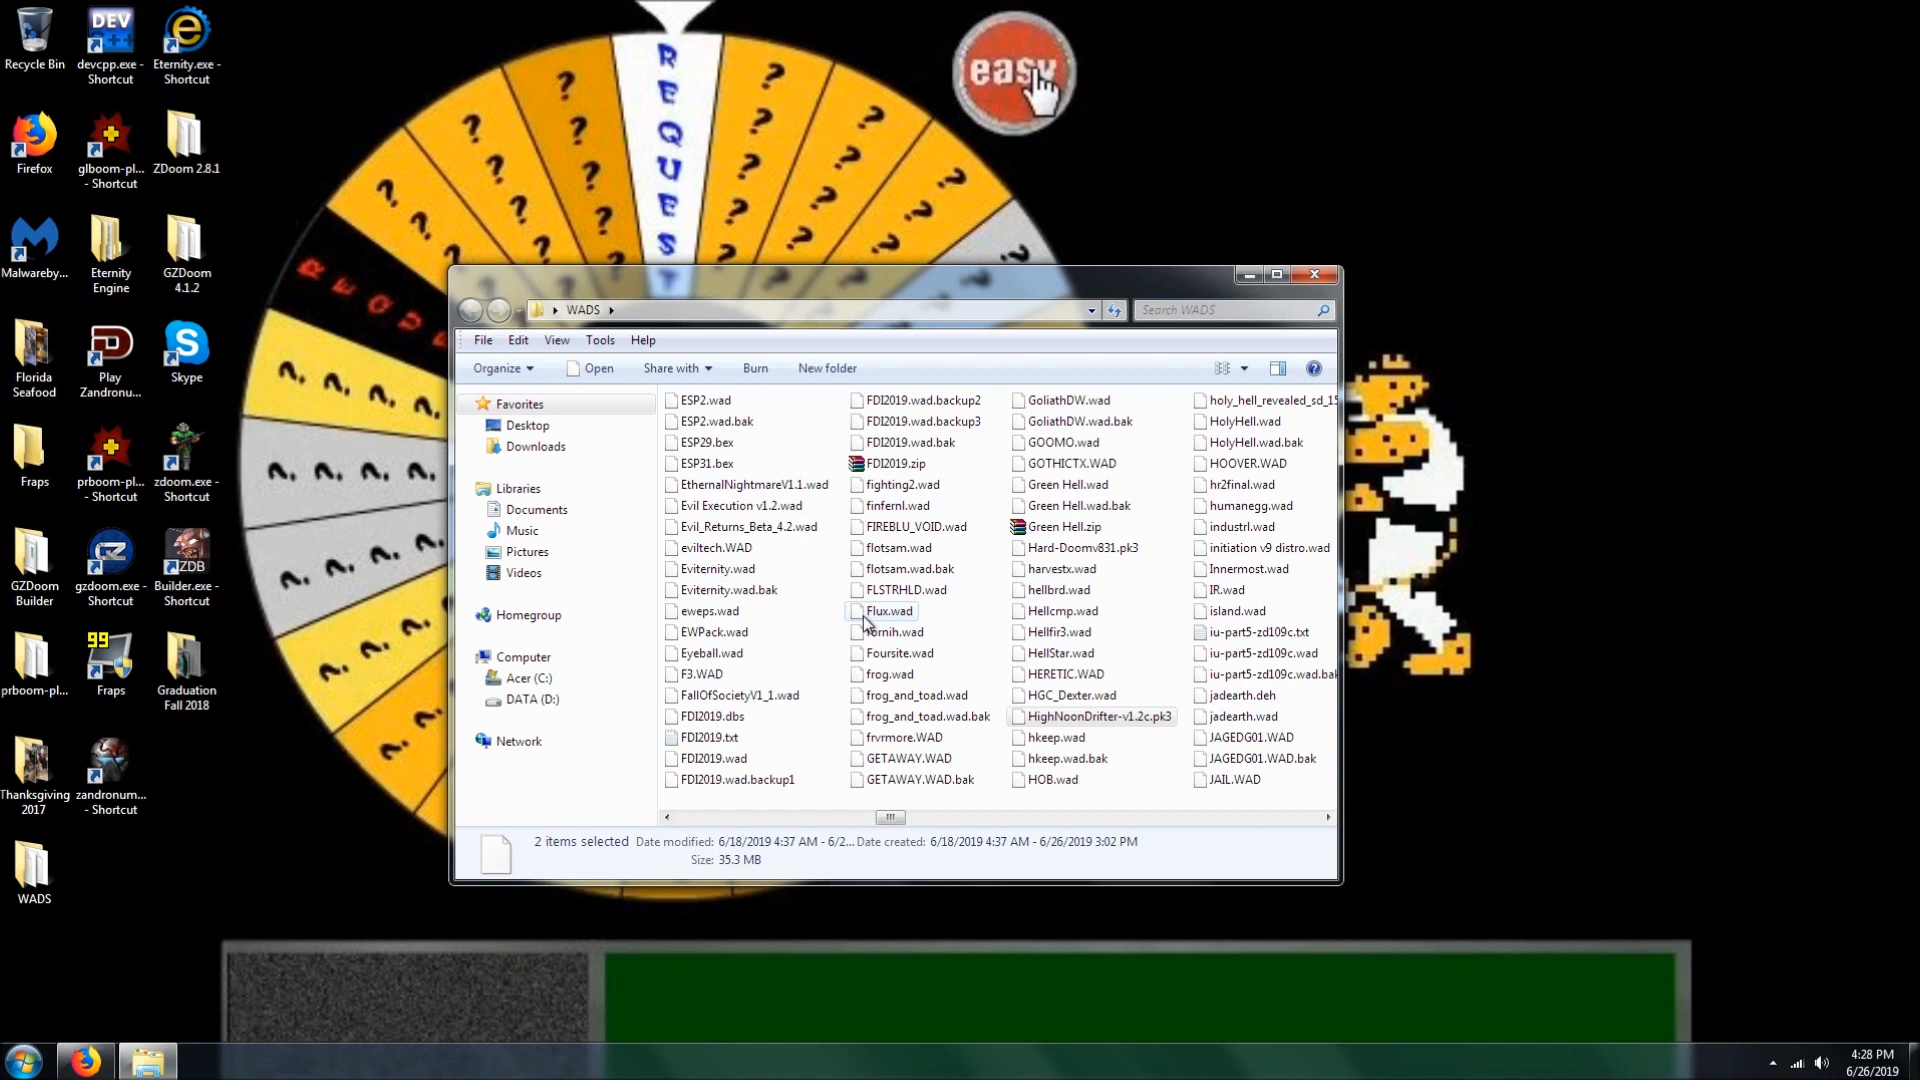 Recycle Bin
devcpp.exe -
Shortcut
Eternity.exe -
Shortcut
Firefox
glboom-pl...
- Shortcut
ZDoom 2.8.1
Malwareby...
Eternity
Engine
GZDoom
4.1.2
Florida
Seafood
Play
Zandronu...
Skype
Fraps
prboom-pl...
- Shortcut
zdoom.exe -
Shortcut
GZDoom
Builder
gzdoom.exe -
Shortcut
Builder.exe -
Shortcut
prboom-pl...
Fraps
Graduation
Fall 2018
Thanksgiving
2017
zandronum...
- Shortcut
WADS
DEV
99
GZ
ZDB
REQUEST
easy
WADS
Search WADS
File Edit View Tools Help
Organize Open Share with Burn New folder
Favorites
Desktop
Downloads
Libraries
Documents
Music
Pictures
Videos
Homegroup
Computer
Acer (C:)
DATA (D:)
Network
ESP2.wad
ESP2.wad.bak
ESP29.bex
ESP31.bex
EthernalNightmareV1.1.wad
Evil Execution v1.2.wad
Evil_Returns_Beta_4.2.wad
eviltech.WAD
Eviternity.wad
Eviternity.wad.bak
eweps.wad
EWPack.wad
Eyeball.wad
F3.WAD
FallOfSocietyV1_1.wad
FDI2019.dbs
FDI2019.txt
FDI2019.wad
FDI2019.wad.backup1
FDI2019.wad.backup2
FDI2019.wad.backup3
FDI2019.wad.bak
FDI2019.zip
fighting2.wad
finfernl.wad
FIREBLU_VOID.wad
flotsam.wad
flotsam.wad.bak
FLSTRHLD.wad
Flux.wad
fornih.wad
Foursite.wad
frog.wad
frog_and_toad.wad
frog_and_toad.wad.bak
frvrmore.WAD
GETAWAY.WAD
GETAWAY.WAD.bak
GoliathDW.wad
GoliathDW.wad.bak
GOOMO.wad
GOTHICTX.WAD
Green Hell.wad
Green Hell.wad.bak
Green Hell.zip
Hard-Doomv831.pk3
harvestx.wad
hellbrd.wad
Hellcmp.wad
Hellfir3.wad
HellStar.wad
HERETIC.WAD
HGC_Dexter.wad
HighNoonDrifter-v1.2c.pk3
hkeep.wad
hkeep.wad.bak
HOB.wad
holy_hell_revealed_sd_15
HolyHell.wad
HolyHell.wad.bak
HOOVER.WAD
hr2final.wad
humanegg.wad
industrl.wad
initiation v9 distro.wad
Innermost.wad
IR.wad
island.wad
iu-part5-zd109c.txt
iu-part5-zd109c.wad
iu-part5-zd109c.wad.bak
jadearth.deh
jadearth.wad
JAGEDG01.WAD
JAGEDG01.WAD.bak
JAIL.WAD
2 items selected Date modified: 6/18/2019 4:37 AM - 6/2... Date created: 6/18/2019 4:37 AM - 6/26/2019 3:02 PM
Size: 35.3 MB
4:28 PM
6/26/2019